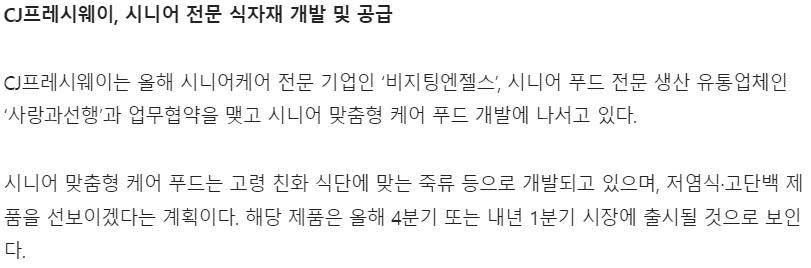 CJ프레시웨이, 시니어 전문 식자재 개발 및 공급
CJ프레시웨이는 올해 시니어케어 전문 기업인 ‘비지팅엔젤스’, 시니어 푸드 전문 생산 유통업체인
‘사랑과선행’과 업무협약을 맺고 시니어 맞춤형 케어 푸드 개발에 나서고 있다.
시니어 맞춤형 케어 푸드는 고령 친화 식단에 맞는 죽류 등으로 개발되고 있으며, 저염식·고단백 제
품을 선보이겠다는 계획이다. 해당 제품은 올해 4분기 또는 내년 1분기 시장에 출시될 것으로 보인
다.